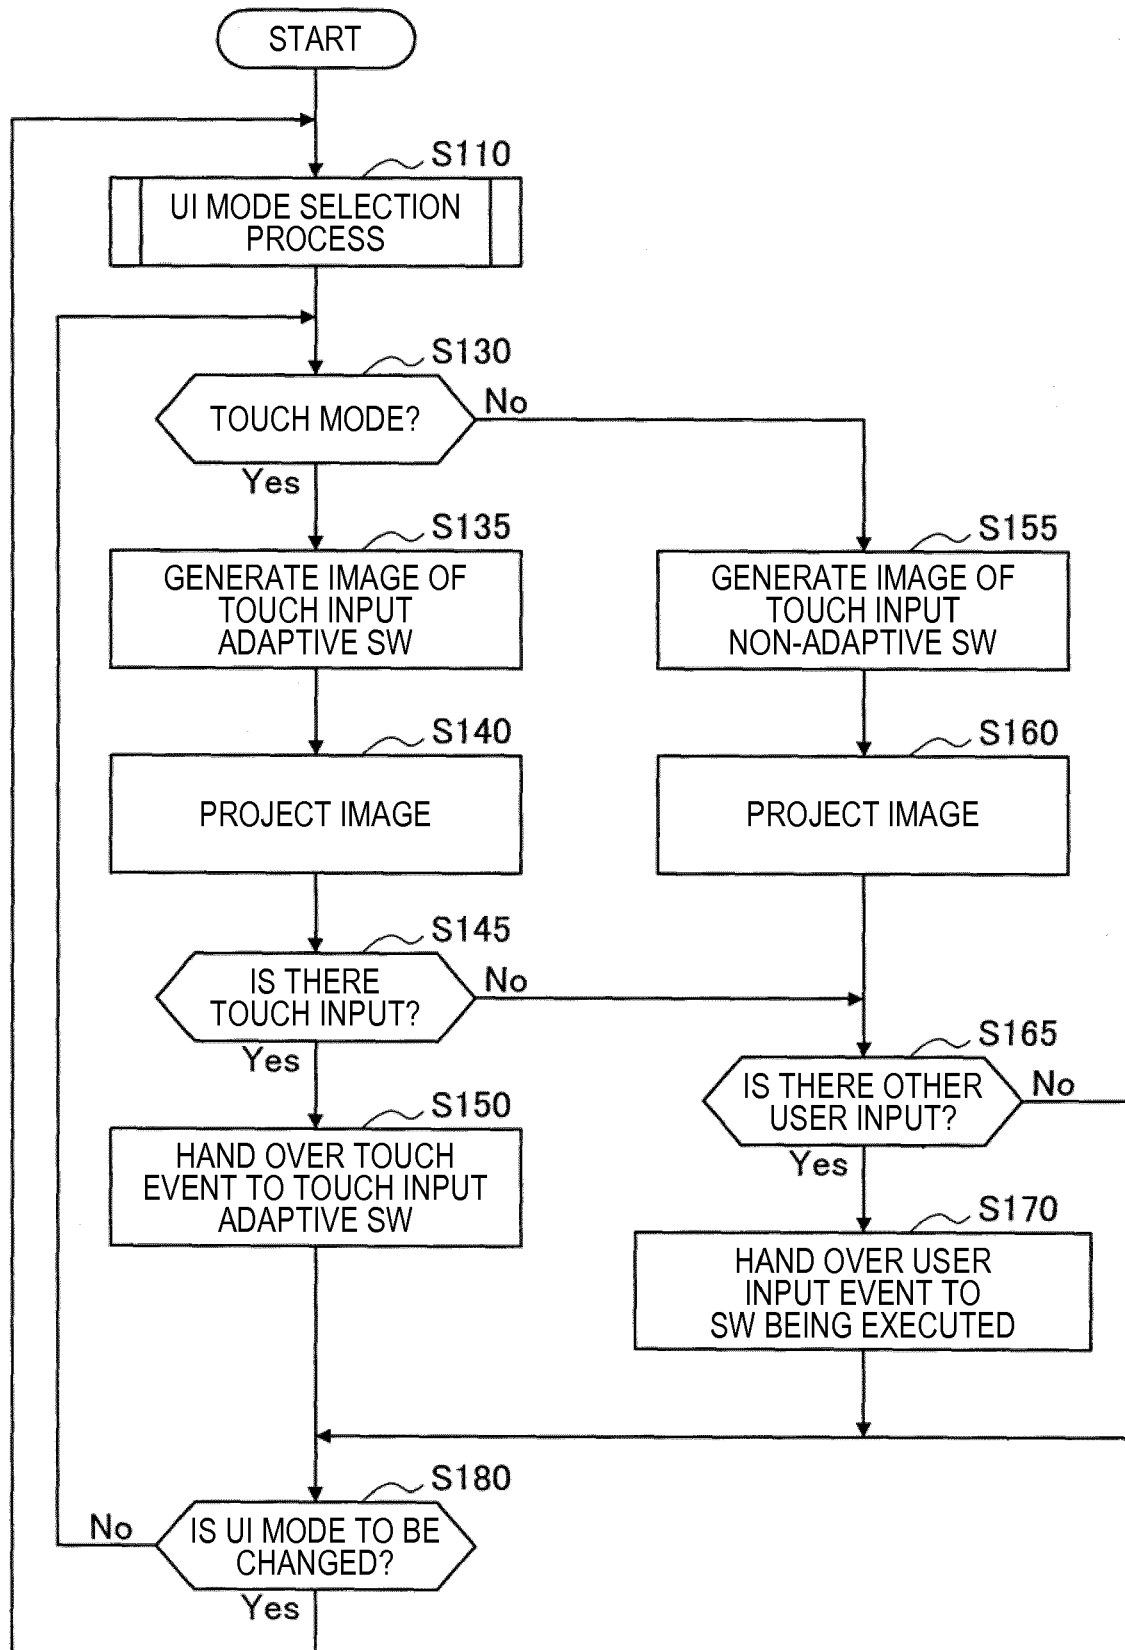 START
S110
UI MODE SELECTION
PROCESS
S130
TOUCH MODE?
No
Yes
S135
GENERATE IMAGE OF
TOUCH INPUT
ADAPTIVE SW
S155
GENERATE IMAGE OF
TOUCH INPUT
NON-ADAPTIVE SW
S140
PROJECT IMAGE
S160
PROJECT IMAGE
S145
IS THERE
TOUCH INPUT?
No
Yes
S165
IS THERE OTHER
USER INPUT?
No
Yes
S150
HAND OVER TOUCH
EVENT TO TOUCH INPUT
ADAPTIVE SW
S170
HAND OVER USER
INPUT EVENT TO
SW BEING EXECUTED
S180
IS UI MODE TO BE
CHANGED?
No
Yes